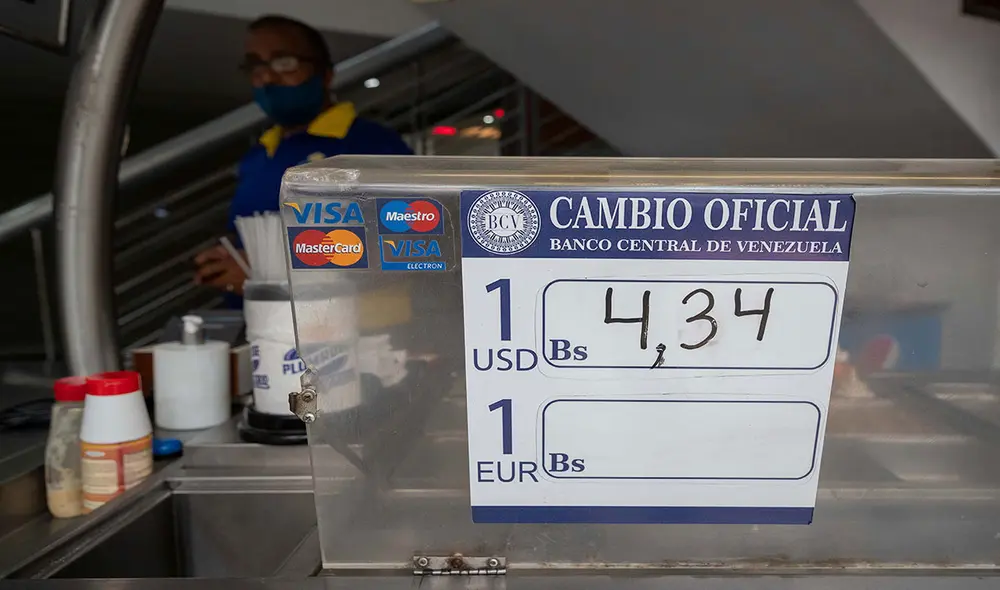 VISA
Maestro
MasterCard
VISA
ELECTRON
BCV
CAMBIO OFICIAL
BANCO CENTRAL DE VENEZUELA
1
USD
Bs
4,34
1
EUR
Bs